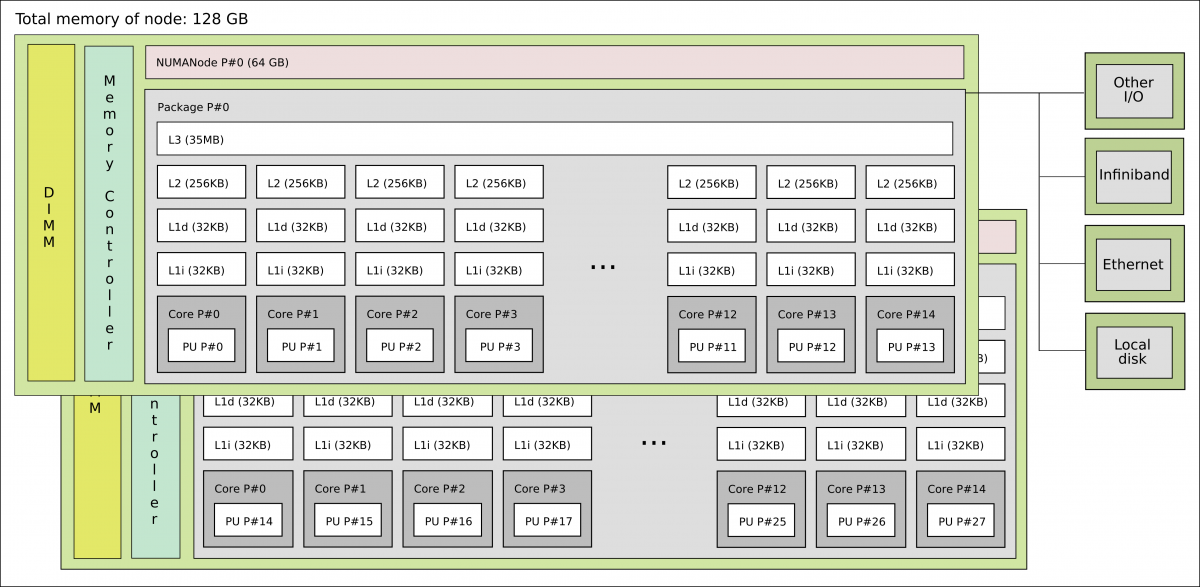 Total memory of node: 128 GB
NUMANode P#0 (64 GB)
DIMM
Memory Controller
Package P#0
L3 (35MB)
L2 (256KB) L2 (256KB) L2 (256KB) L2 (256KB) L2 (256KB) L2 (256KB) L2 (256KB)
L1d (32KB) L1d (32KB) L1d (32KB) L1d (32KB) L1d (32KB) L1d (32KB) L1d (32KB)
L1i (32KB) L1i (32KB) L1i (32KB) L1i (32KB) ... L1i (32KB) L1i (32KB) L1i (32KB)
Core P#0 Core P#1 Core P#2 Core P#3 Core P#12 Core P#13 Core P#14
PU P#0 PU P#1 PU P#2 PU P#3 PU P#11 PU P#12 PU P#13
Other
I/O
Infiniband
Ethernet
Local
disk
B)
M
ntroller
L1d (32KB) L1d (32KB) L1d (32KB) L1d (32KB) L1d (32KB) L1d (32KB) L1d (32KB)
L1i (32KB) L1i (32KB) L1i (32KB) L1i (32KB) ... L1i (32KB) L1i (32KB) L1i (32KB)
Core P#0 Core P#1 Core P#2 Core P#3 Core P#12 Core P#13 Core P#14
PU P#14 PU P#15 PU P#16 PU P#17 PU P#25 PU P#26 PU P#27